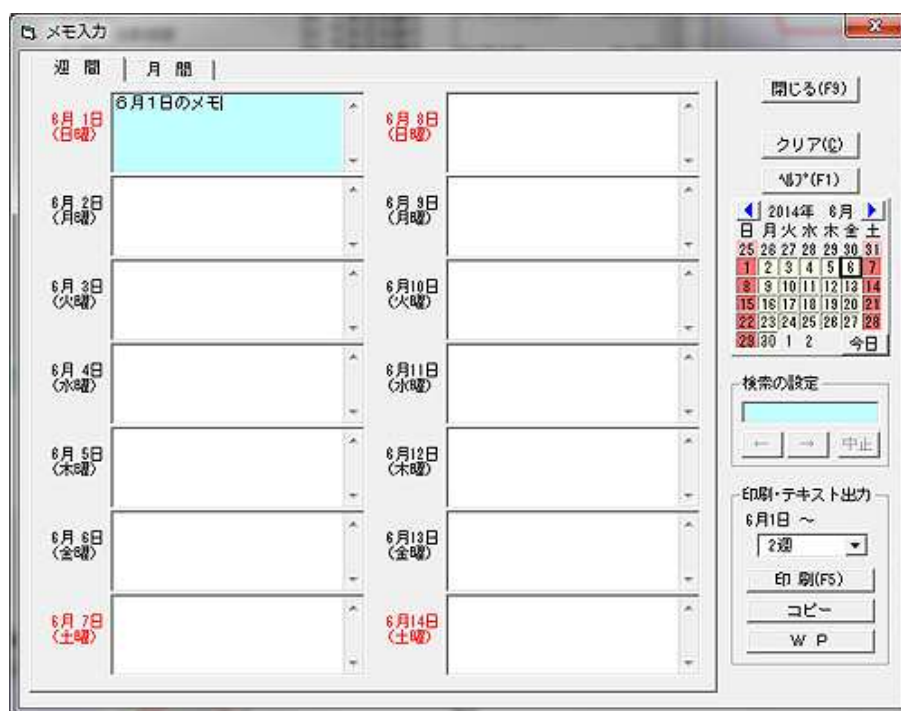 メモ入力
週 間
月 間
6月 1日
(日曜)
6月1日のメモ
6月 2日
(月曜)
6月 3日
(火曜)
6月 4日
(水曜)
6月 5日
(木曜)
6月 6日
(金曜)
6月 7日
(土曜)
6月 8日
(日曜)
6月 9日
(月曜)
6月10日
(火曜)
6月11日
(水曜)
6月12日
(木曜)
6月13日
(金曜)
6月14日
(土曜)
閉じる(F9)
クリア(C)
ﾍﾙﾌﾟ(F1)
2014年 6月
日 月 火 水 木 金 土
25 26 27 28 29 30 31
1 2 3 4 5 6 7
8 9 10 11 12 13 14
15 16 17 18 19 20 21
22 23 24 25 26 27 28
29 30 1 2 今日
検索の設定
← → 中止
印刷・テキスト出力
6月1日 ～
2週
印 刷(F5)
コピー
W P